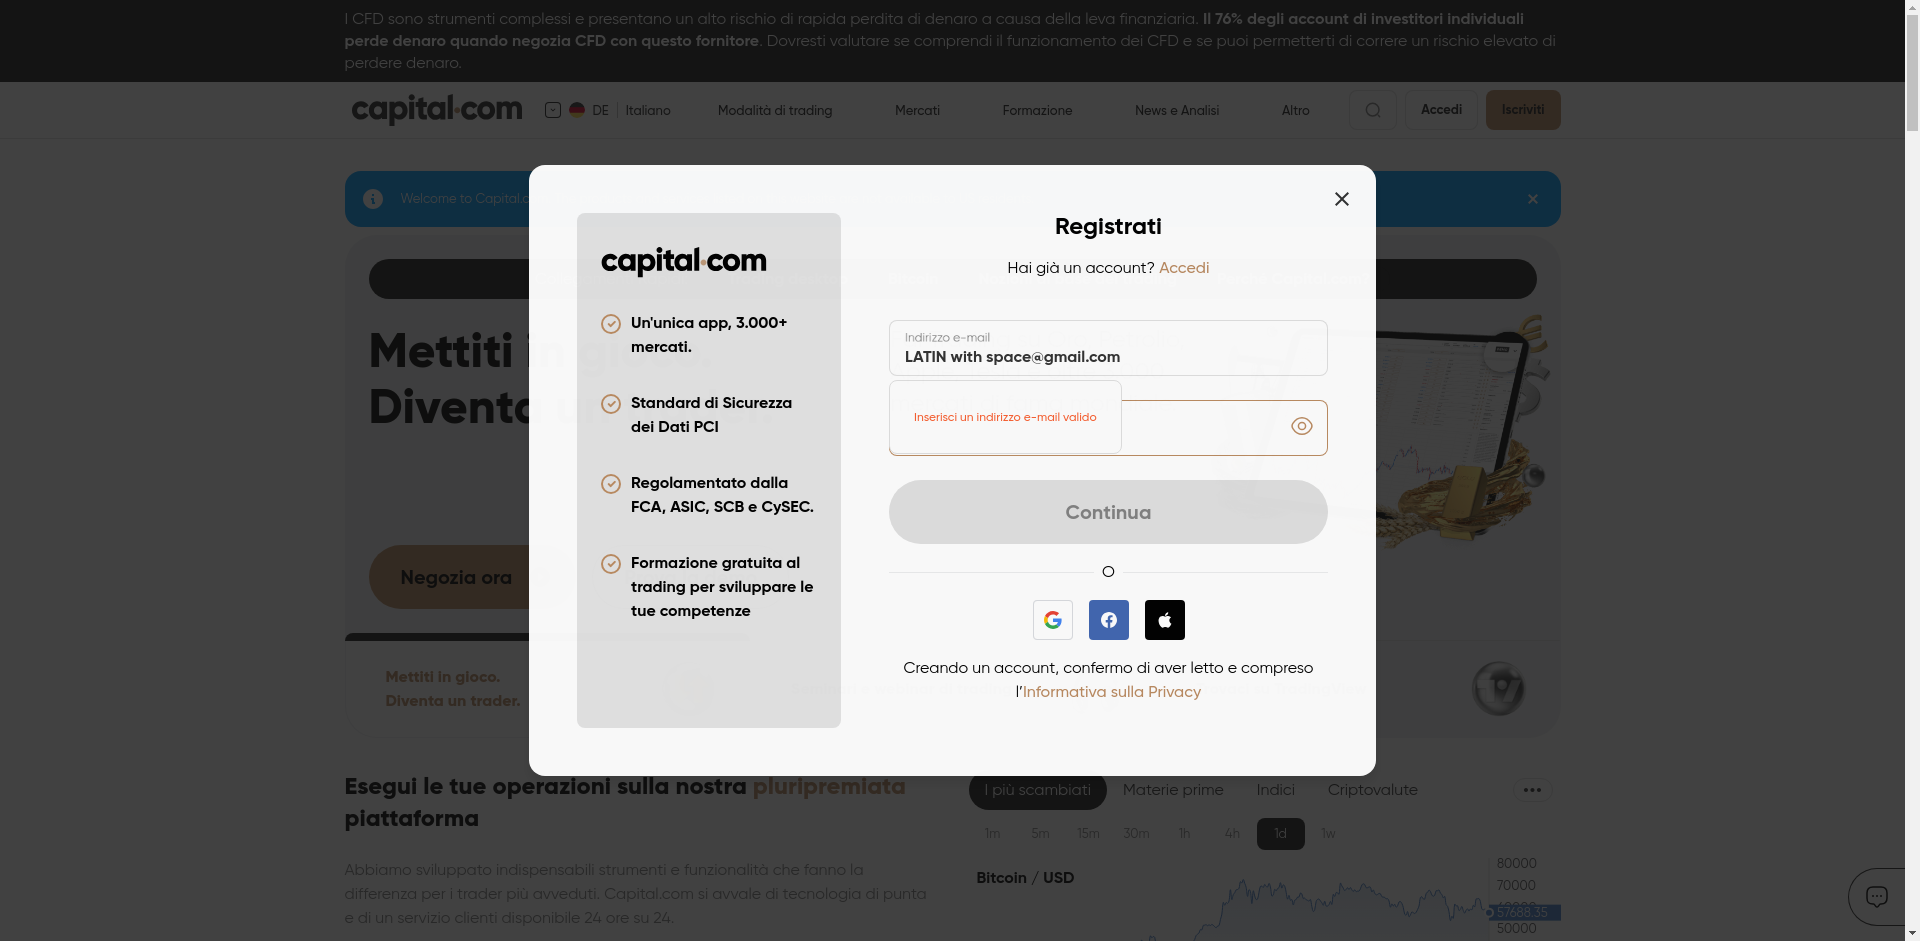 I CFD sono strumenti complessi e presentano un alto rischio di rapida perdita di denaro a causa della leva finanziaria. Il 76% degli account di investitori individuali
perde denaro quando negozia CFD con questo fornitore. Dovresti valutare se comprendi il funzionamento dei CFD e se puoi permetterti di correre un rischio elevato di
perdere denaro.
capital.com
DE
Italiano
Modalità di trading
Mercati
Formazione
News e Analisi
Altro
Accedi
Iscriviti
Welcome to Capital.c
Mettiti in gioco.
Diventa un
Negozia ora
Mettiti in gioco.
Diventa un trader.
capital.com
Un'unica app, 3.000+
mercati.
Standard di Sicurezza
dei Dati PCI
Regolamentato dalla
FCA, ASIC, SCB e CySEC.
Formazione gratuita al
trading per sviluppare le
tue competenze
Registrati
Hai già un account? Accedi
Indirizzo e-mail
LATIN with space@gmail.com
Inserisci un indirizzo e-mail valido
Continua
O
Creando un account, confermo di aver letto e compreso
l'Informativa sulla Privacy
Esegui le tue operazioni sulla nostra pluripremiata
piattaforma
Abbiamo sviluppato indispensabili strumenti e funzionalità che fanno la
differenza per i trader più avveduti. Capital.com si avvale di tecnologia di punta
e di un servizio clienti disponibile 24 ore su 24.
I più scambiati
Materie prime
Indici
Criptovalute
1m
5m
15m
30m
1h
4h
1d
1w
Bitcoin / USD
80000
70000
57688.35
50000